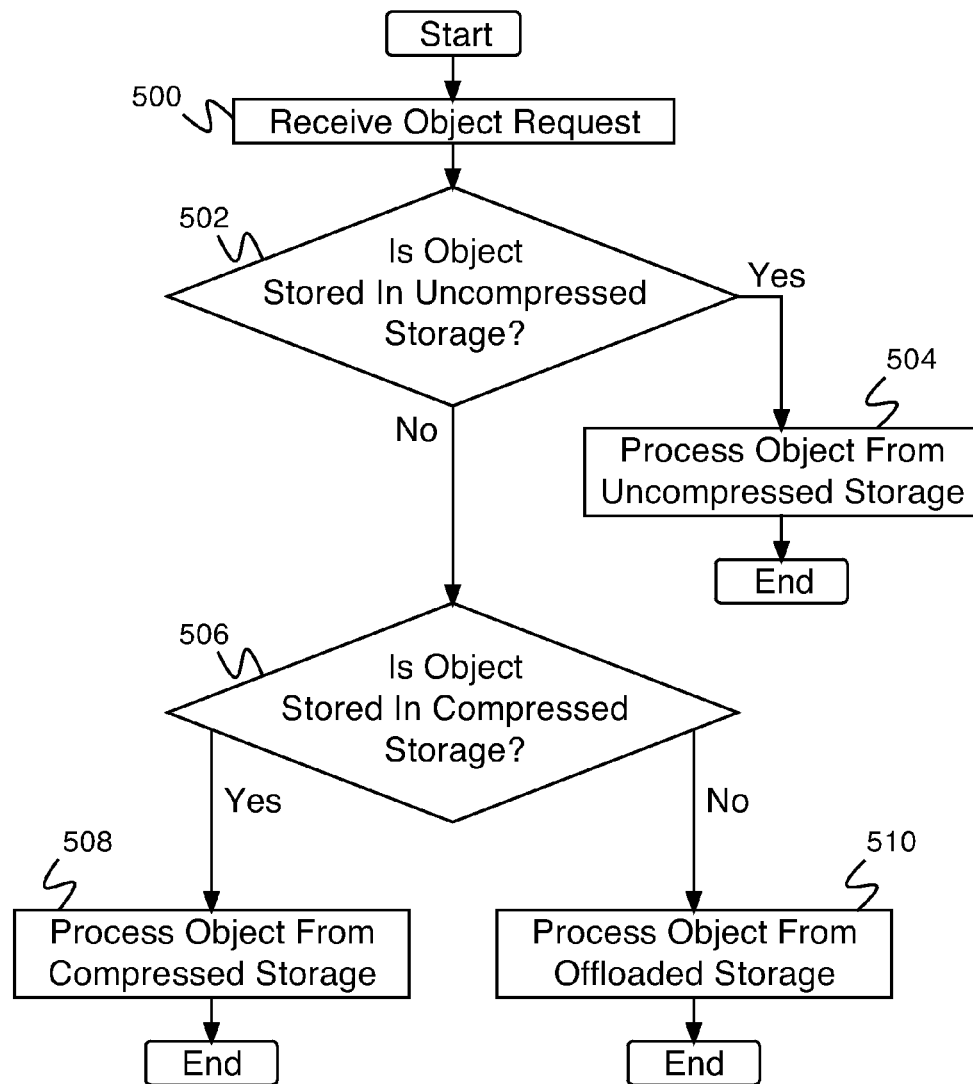 Start
500
Receive Object Request
502
Is Object
Stored In Uncompressed
Storage?
Yes
No
504
Process Object From
Uncompressed Storage
End
506
Is Object
Stored In Compressed
Storage?
Yes
No
508
Process Object From
Compressed Storage
End
510
Process Object From
Offloaded Storage
End